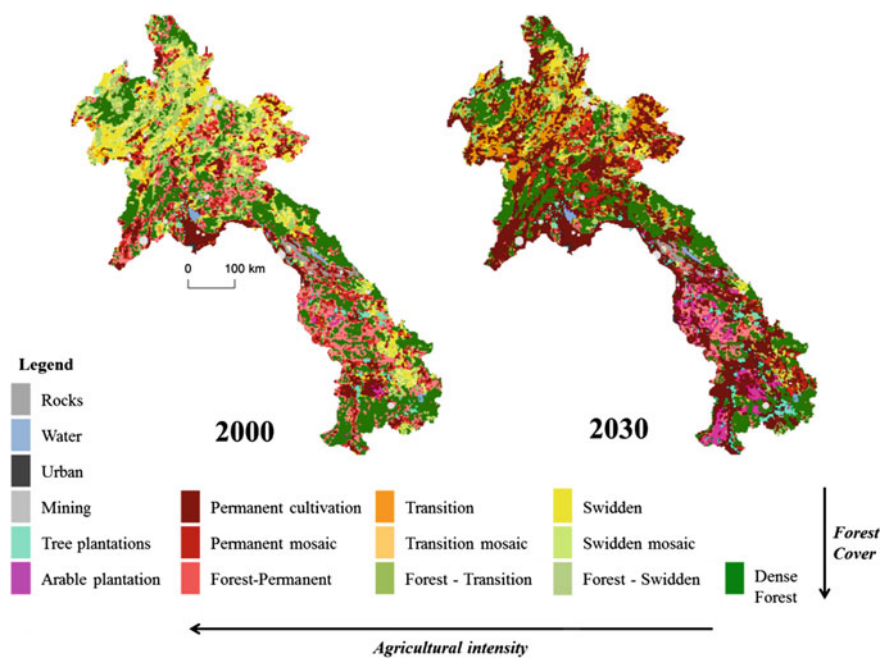 0 100 km
2000
2030
Legend
Rocks
Water
Urban
Mining
Tree plantations
Arable plantation
Permanent cultivation
Permanent mosaic
Forest-Permanent
Transition
Transition mosaic
Forest - Transition
Swidden
Swidden mosaic
Forest - Swidden
Dense
Forest
Forest
Cover
Agricultural intensity